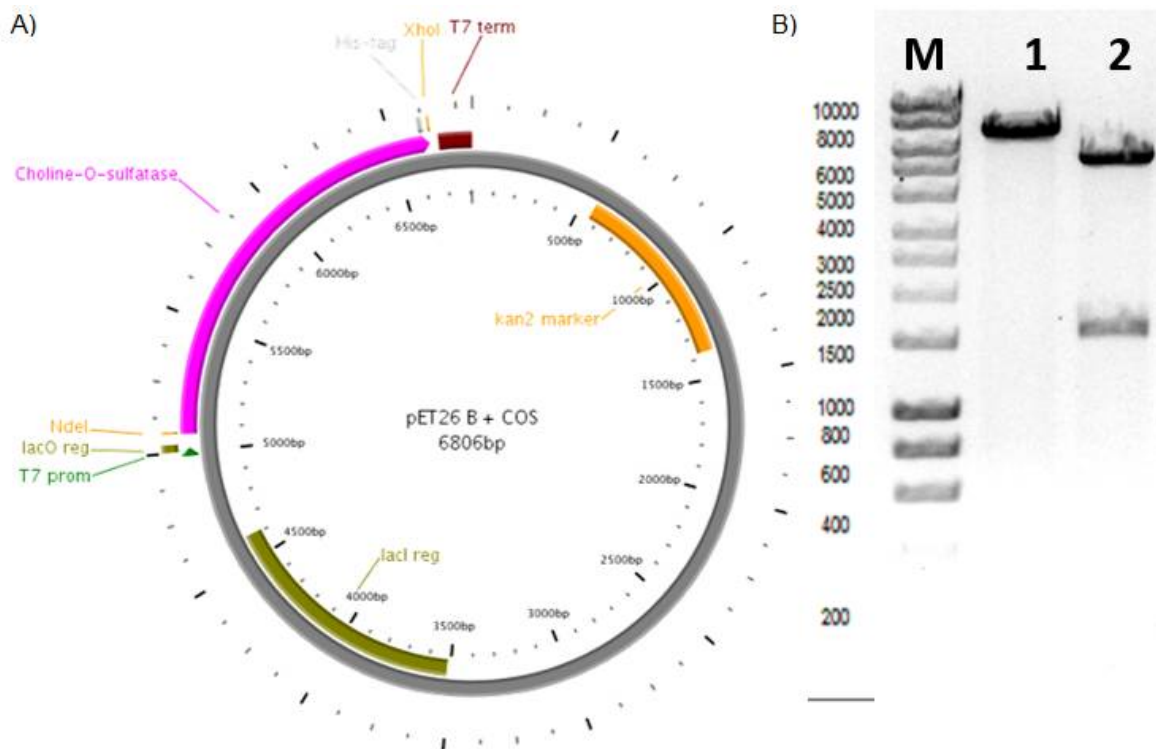 A)
His-tag
XhoI
T7 term
Choline-O-sulfatase
NdeI
lacO reg
T7 prom
1
500bp
1000bp
kan2 marker
1500bp
2000bp
2500bp
3000bp
3500bp
4000bp
lacI reg
4500bp
5000bp
5500bp
6000bp
6500bp
pET26 B + COS
6806bp
B)
M 1 2
10000
8000
6000
5000
4000
3000
2500
2000
1500
1000
800
600
400
200